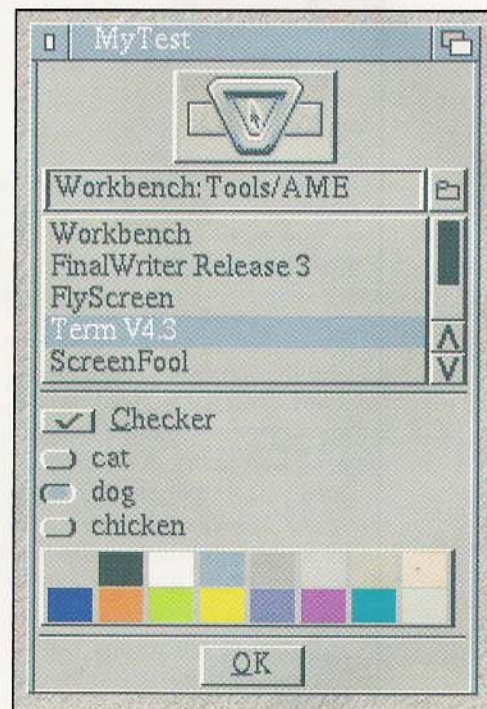 MyTest
Workbench:Tools/AME
Workbench
FinalWriter Release 3
FlyScreen
Term V4.3
ScreenFool
Checker
cat
dog
chicken
OK